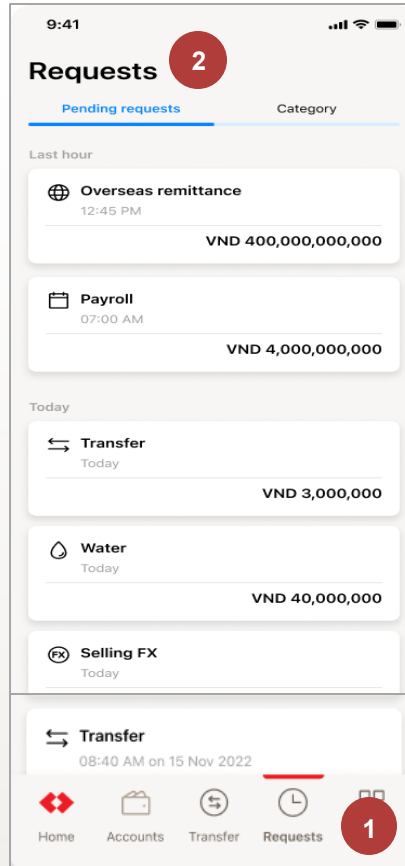 9:41
Requests
2
Pending requests
Category
Last hour
Overseas remittance
12:45 PM
VND 400,000,000,000
Payroll
07:00 AM
VND 4,000,000,000
Today
Transfer
Today
VND 3,000,000
Water
Today
VND 40,000,000
FX
Selling FX
Today
Transfer
08:40 AM on 15 Nov 2022
Home
Accounts
Transfer
Requests
1